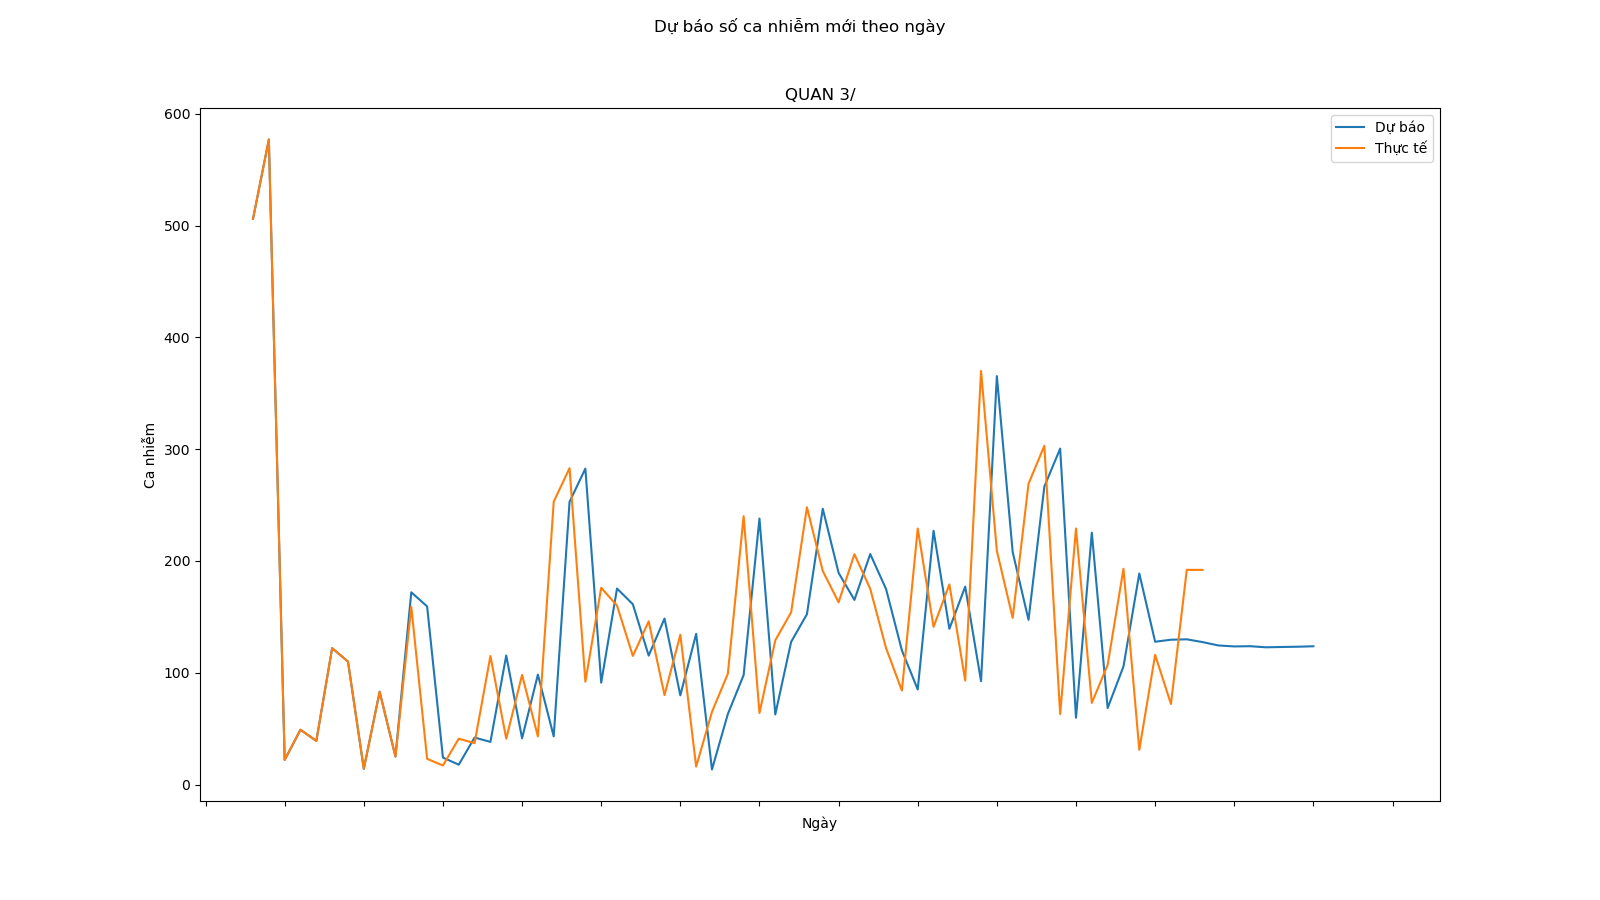 Dự báo số ca nhiễm mới theo ngày
QUAN 3/
600
500
400
300
200
100
0
Ca nhiễm
Ngày
Dự báo
Thực tế